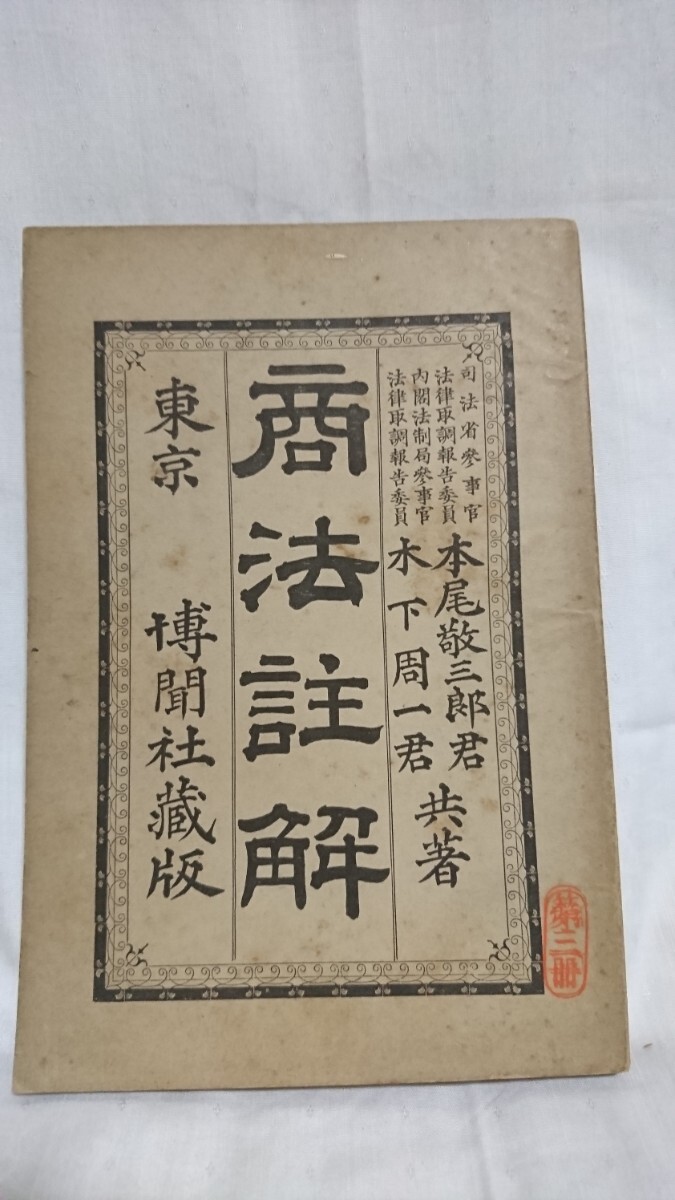 司法省參事官
法律取調報告委員
本尾敬三郎君
內閣法制局參事官
法律取調報告委員
木下周一君
共著
商法註解
東京
博聞社藏版
第三冊